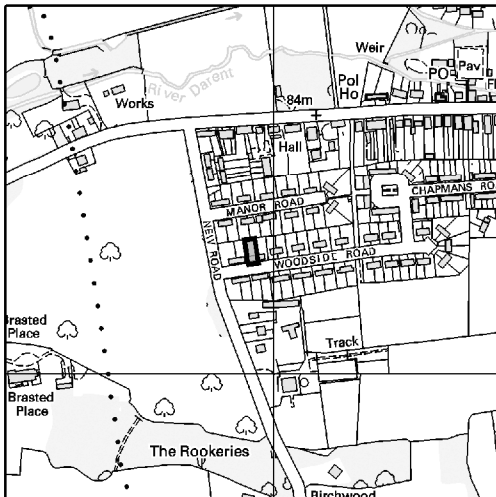 Weir
River Darent
Pol
Ho
PO
Pav
Works
84m
Hall
CHAPMANS RO
MANOR ROAD
NEW ROAD
WOODSIDE ROAD
Brasted
Place
Track
Brasted
Place
The Rookeries
Birchwood